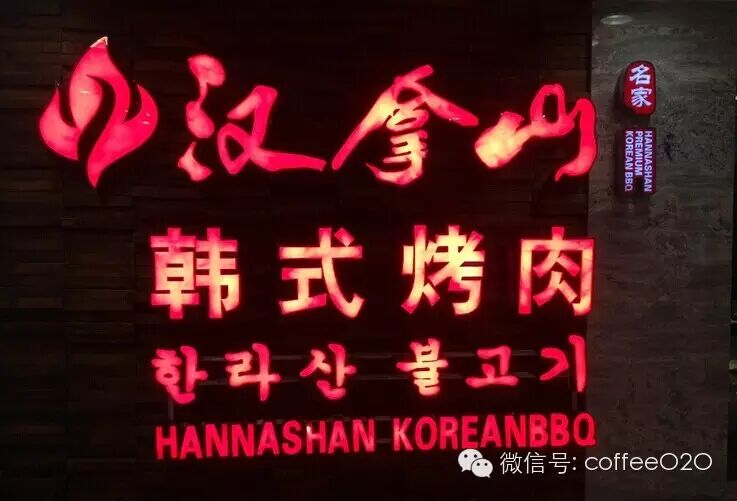 汉拿山
韩式烤肉
한라산 불고기
HANNASHAN KOREANBBQ
名家
HANNASHAN
PREMIUM
KOREAN BBQ
微信号: coffeeO2O